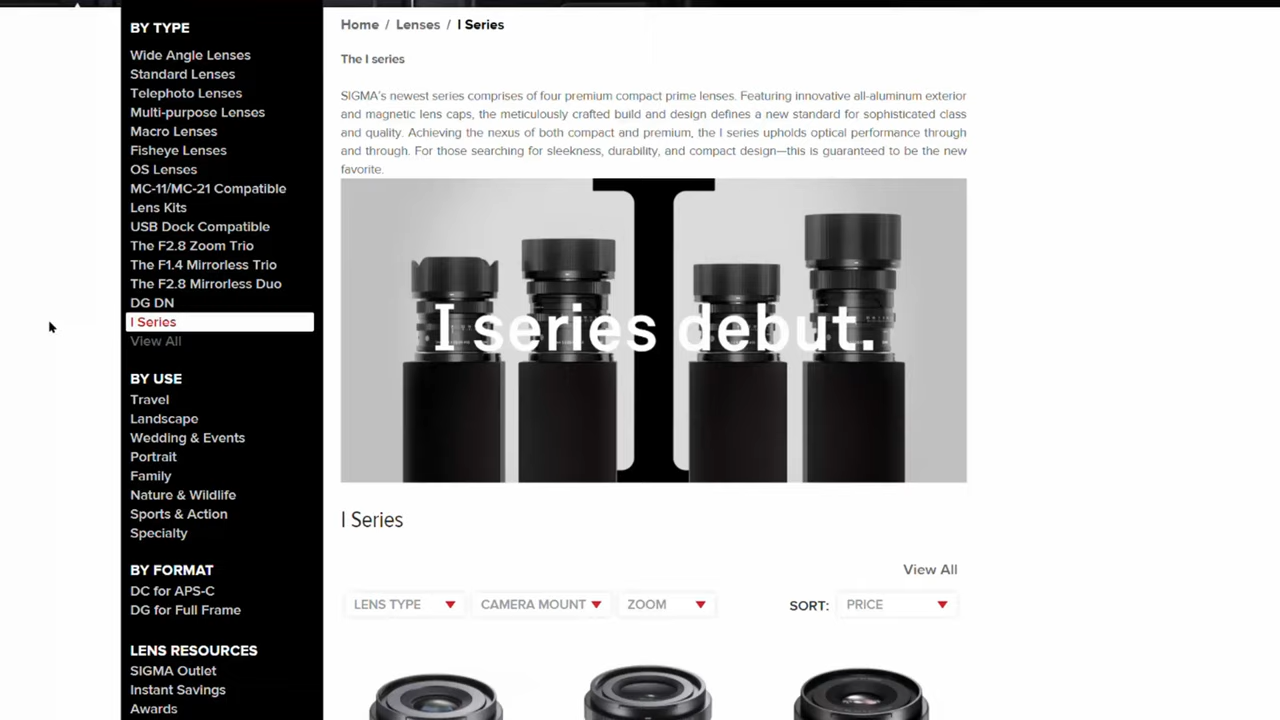 BY TYPE
Wide Angle Lenses
Standard Lenses
Telephoto Lenses
Multi-purpose Lenses
Macro Lenses
Fisheye Lenses
OS Lenses
MC-11/MC-21 Compatible
Lens Kits
USB Dock Compatible
The F2.8 Zoom Trio
The F1.4 Mirrorless Trio
The F2.8 Mirrorless Duo
DG DN
I Series
View All
BY USE
Travel
Landscape
Wedding & Events
Portrait
Family
Nature & Wildlife
Sports & Action
Specialty
BY FORMAT
DC for APS-C
DG for Full Frame
LENS RESOURCES
SIGMA Outlet
Instant Savings
Awards
Home / Lenses / I Series
The I series
SIGMA's newest series comprises of four premium compact prime lenses. Featuring innovative all-aluminum exterior
and magnetic lens caps, the meticulously crafted build and design defines a new standard for sophisticated class
and quality. Achieving the nexus of both compact and premium, the I series upholds optical performance through
and through. For those searching for sleekness, durability, and compact design—this is guaranteed to be the new
favorite.
I series debut.
I Series
View All
LENS TYPE
CAMERA MOUNT
ZOOM
SORT:
PRICE